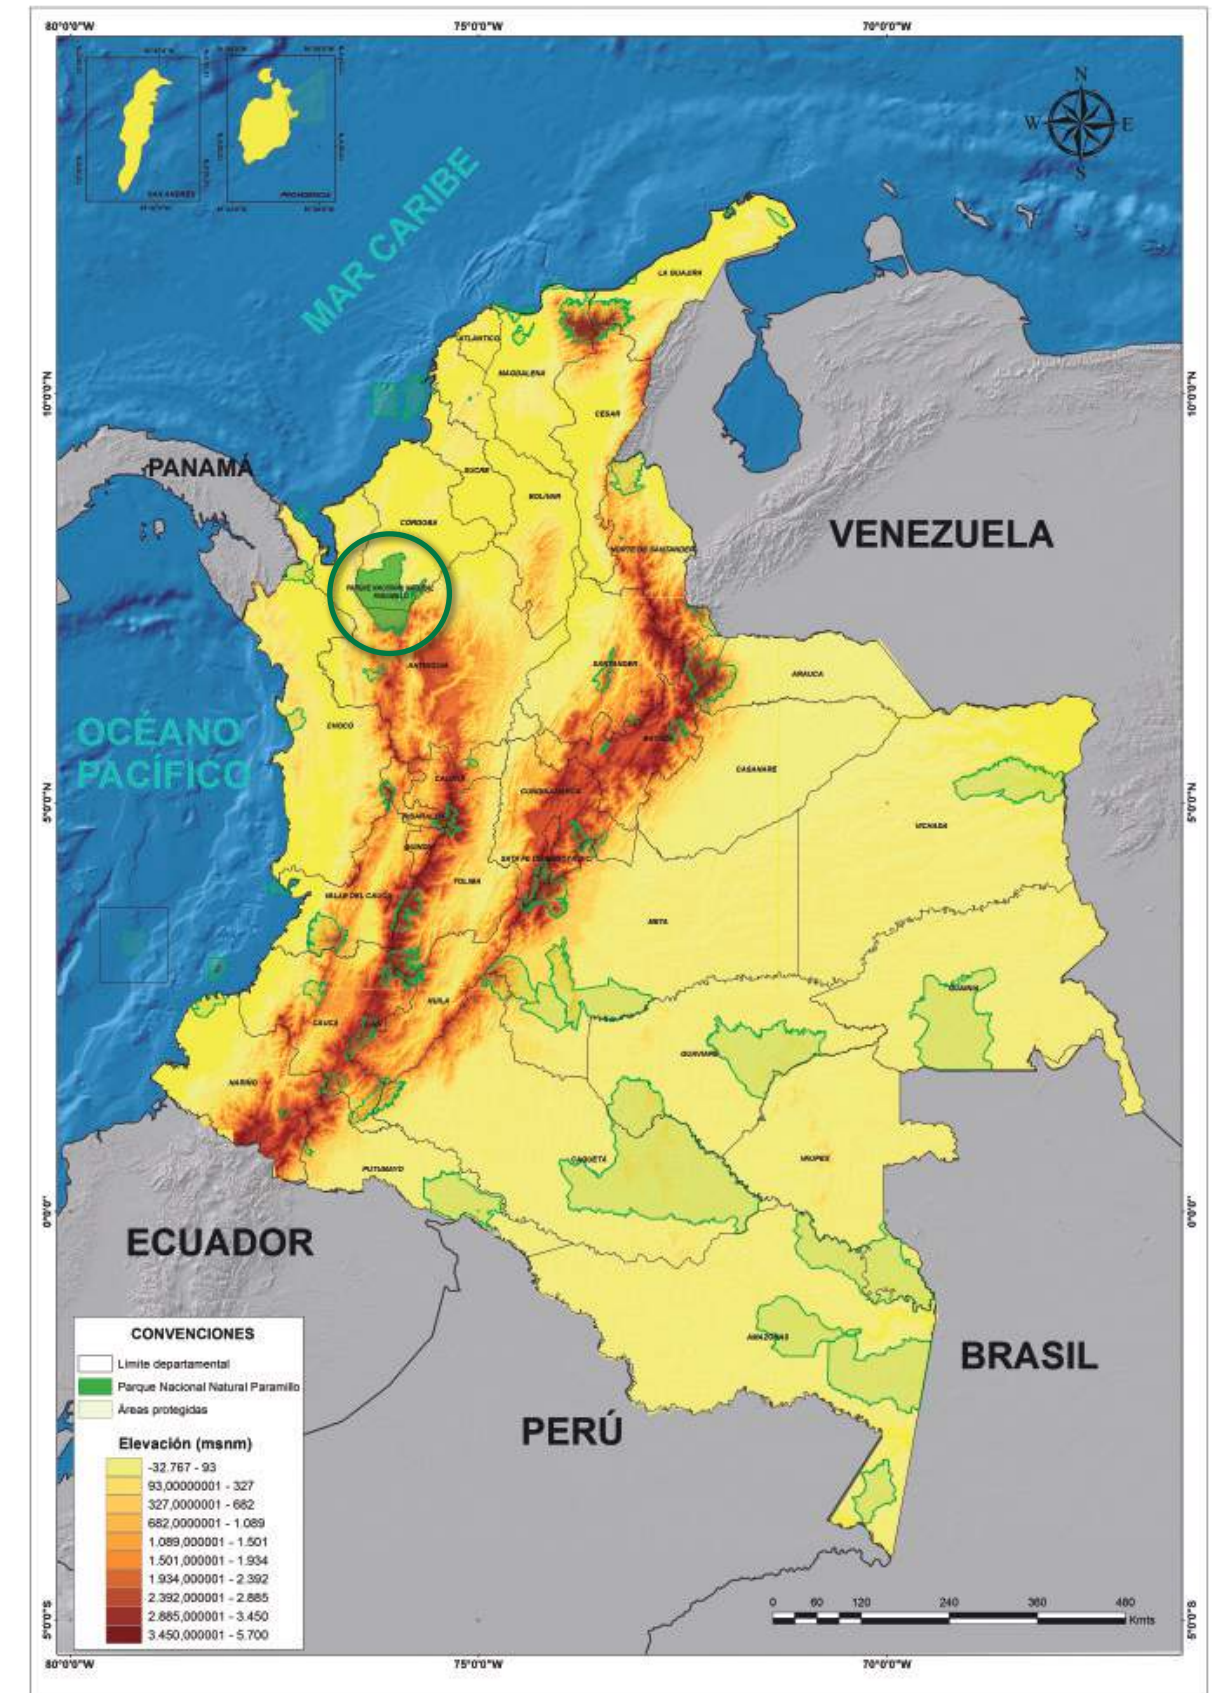 80°0'0"W 75°0'0"W 70°0'0"W
N
W E
S
SAN ANDRÉS
PROVIDENCIA
MAR CARIBE
LA GUAJIRA
ATLANTICO
MAGDALENA
10°0'0"N 10°0'0"N
CESAR
PANAMÁ
SUCRE
BOLIVAR
CORDOBA
VENEZUELA
NORTE DE SANTANDER
PARQUE NACIONAL NATURAL
PARAMILLO
ANTIOQUIA
SANTANDER
ARAUCA
OCÉANO
PACÍFICO
CHOCO
BOYACA
CASANARE
CALDAS
CUNDINAMARCA
5°0'0"N 5°0'0"N
RISARALDA
VICHADA
QUINDIO
TOLIMA
VALLE DEL CAUCA
META
GUAINIA
HUILA
CAUCA
GUAVIARE
NARIÑO
CAQUETA
VAUPES
PUTUMAYO
0°0'0" 0°0'0"
ECUADOR
AMAZONAS
BRASIL
PERÚ
CONVENCIONES
Límite departamental
Parque Nacional Natural Paramillo
Áreas protegidas
Elevación (msnm)
-32.767 - 93
93,00000001 - 327
327,0000001 - 682
682,0000001 - 1.089
1.089,000001 - 1.501
1.501,000001 - 1.934
1.934,000001 - 2.392
2.392,000001 - 2.885
2.885,000001 - 3.450
3.450,000001 - 5.700
0 60 120 240 360 480
Kmts
5°0'0"S 5°0'0"S
80°0'0"W 75°0'0"W 70°0'0"W